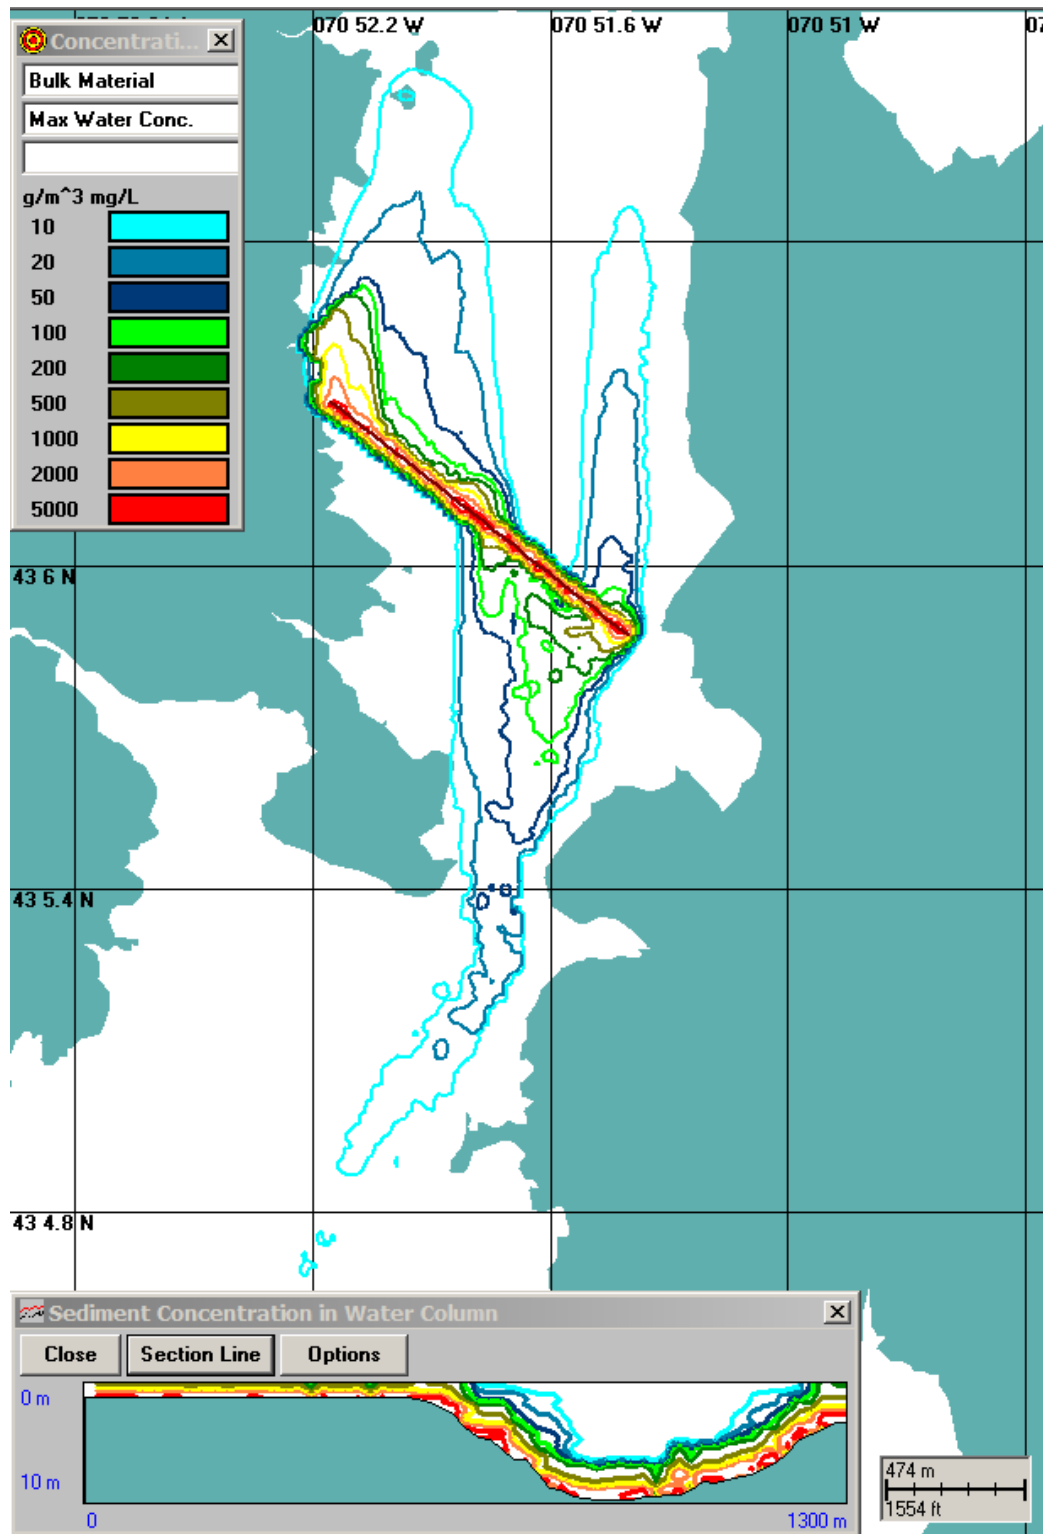 070 52.2 W
070 51.6 W
070 51 W
07
Concentrati...
Bulk Material
Max Water Conc.
g/m^3 mg/L
10
20
50
100
200
500
1000
2000
5000
43 6 N
43 5.4 N
43 4.8 N
Sediment Concentration in Water Column
Close
Section Line
Options
0 m
10 m
0
1300 m
474 m
1554 ft